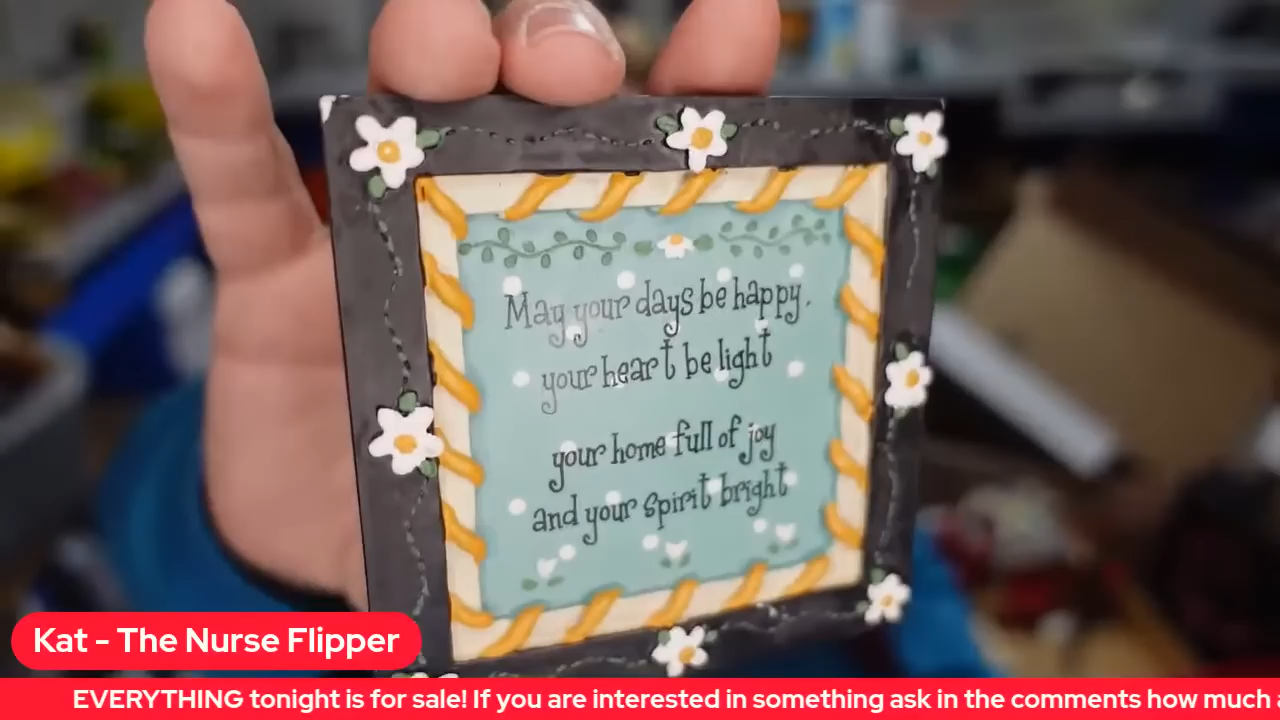 May your days be happy,
your heart be light
your home full of joy
and your spirit bright
Kat - The Nurse Flipper
EVERYTHING tonight is for sale! If you are interested in something ask in the comments how much